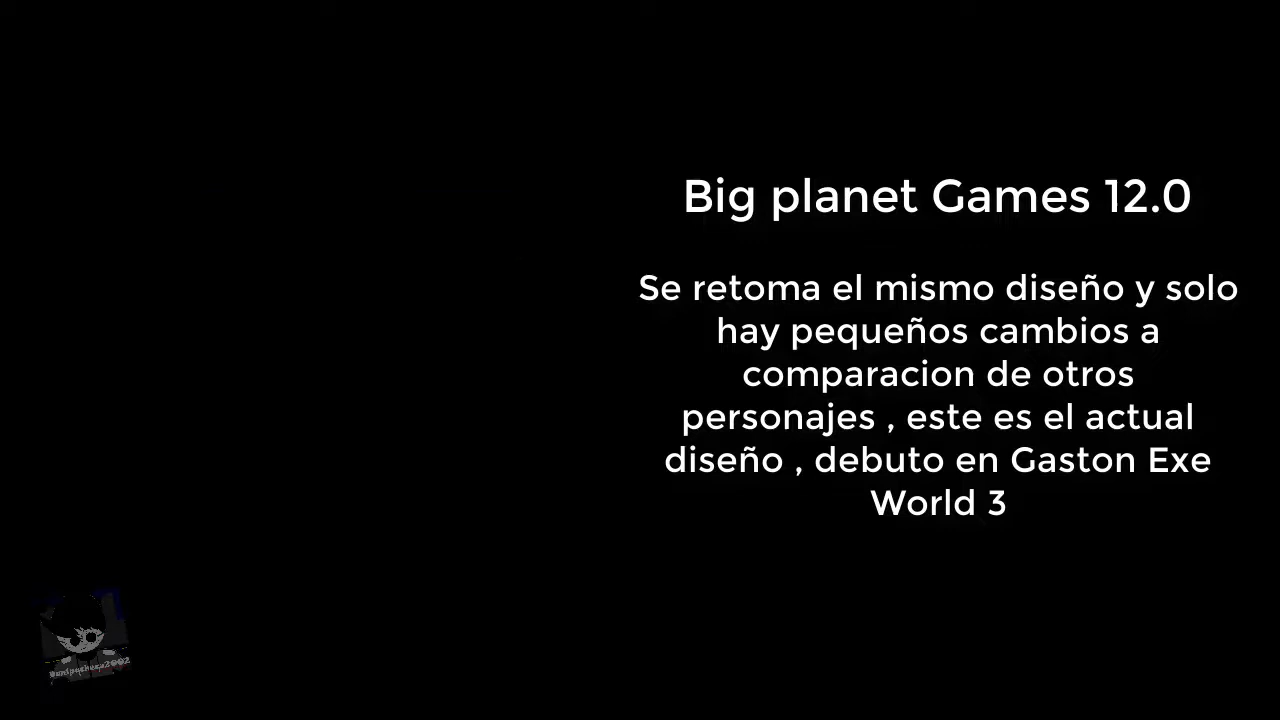 Big planet Games 12.0
Se retoma el mismo diseño y solo
hay pequeños cambios a
comparacion de otros
personajes , este es el actual
diseño , debuto en Gaston Exe
World 3